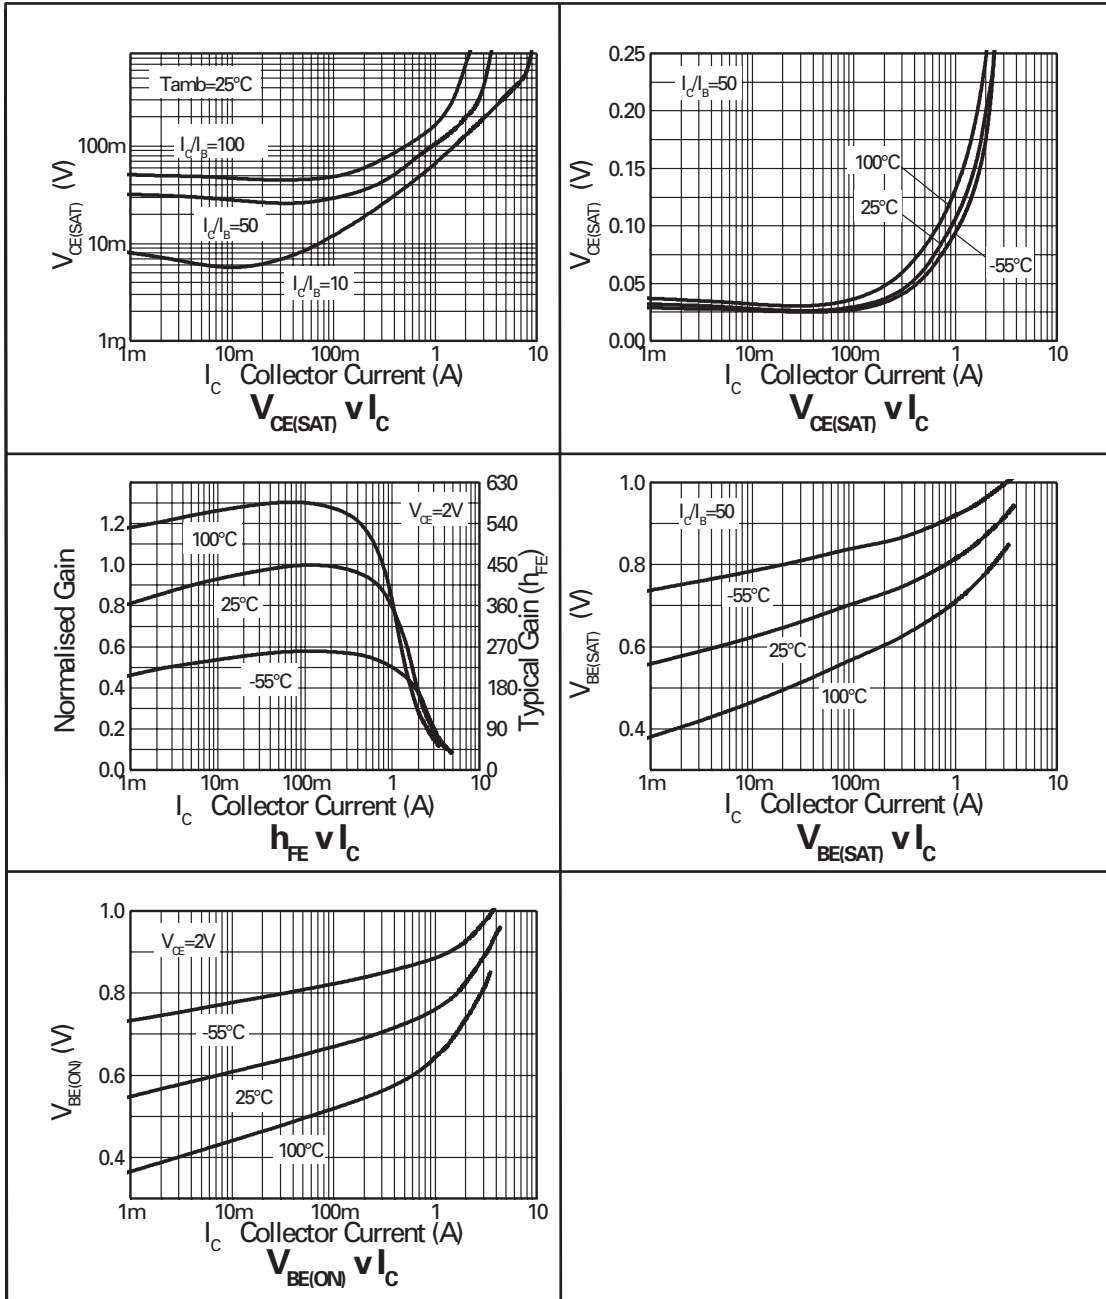 Tamb=25°C
IC/IB=100
IC/IB=50
IC/IB=10
VCE(SAT) (V)
100m
10m
1m
1m 10m 100m 1 10
IC Collector Current (A)
VCE(SAT) v IC
IC/IB=50
100°C
25°C
-55°C
VCE(SAT) (V)
0.25
0.20
0.15
0.10
0.05
0.00
1m 10m 100m 1 10
IC Collector Current (A)
VCE(SAT) v IC
VCE=2V
100°C
25°C
-55°C
Normalised Gain
1.2
1.0
0.8
0.6
0.4
0.2
0.0
630
540
450
360
270
180
90
0
Typical Gain (hFE)
1m 10m 100m 1 10
IC Collector Current (A)
hFE v IC
IC/IB=50
-55°C
25°C
100°C
VBE(SAT) (V)
1.0
0.8
0.6
0.4
1m 10m 100m 1 10
IC Collector Current (A)
VBE(SAT) v IC
VCE=2V
-55°C
25°C
100°C
VBE(ON) (V)
1.0
0.8
0.6
0.4
1m 10m 100m 1 10
IC Collector Current (A)
VBE(ON) v IC